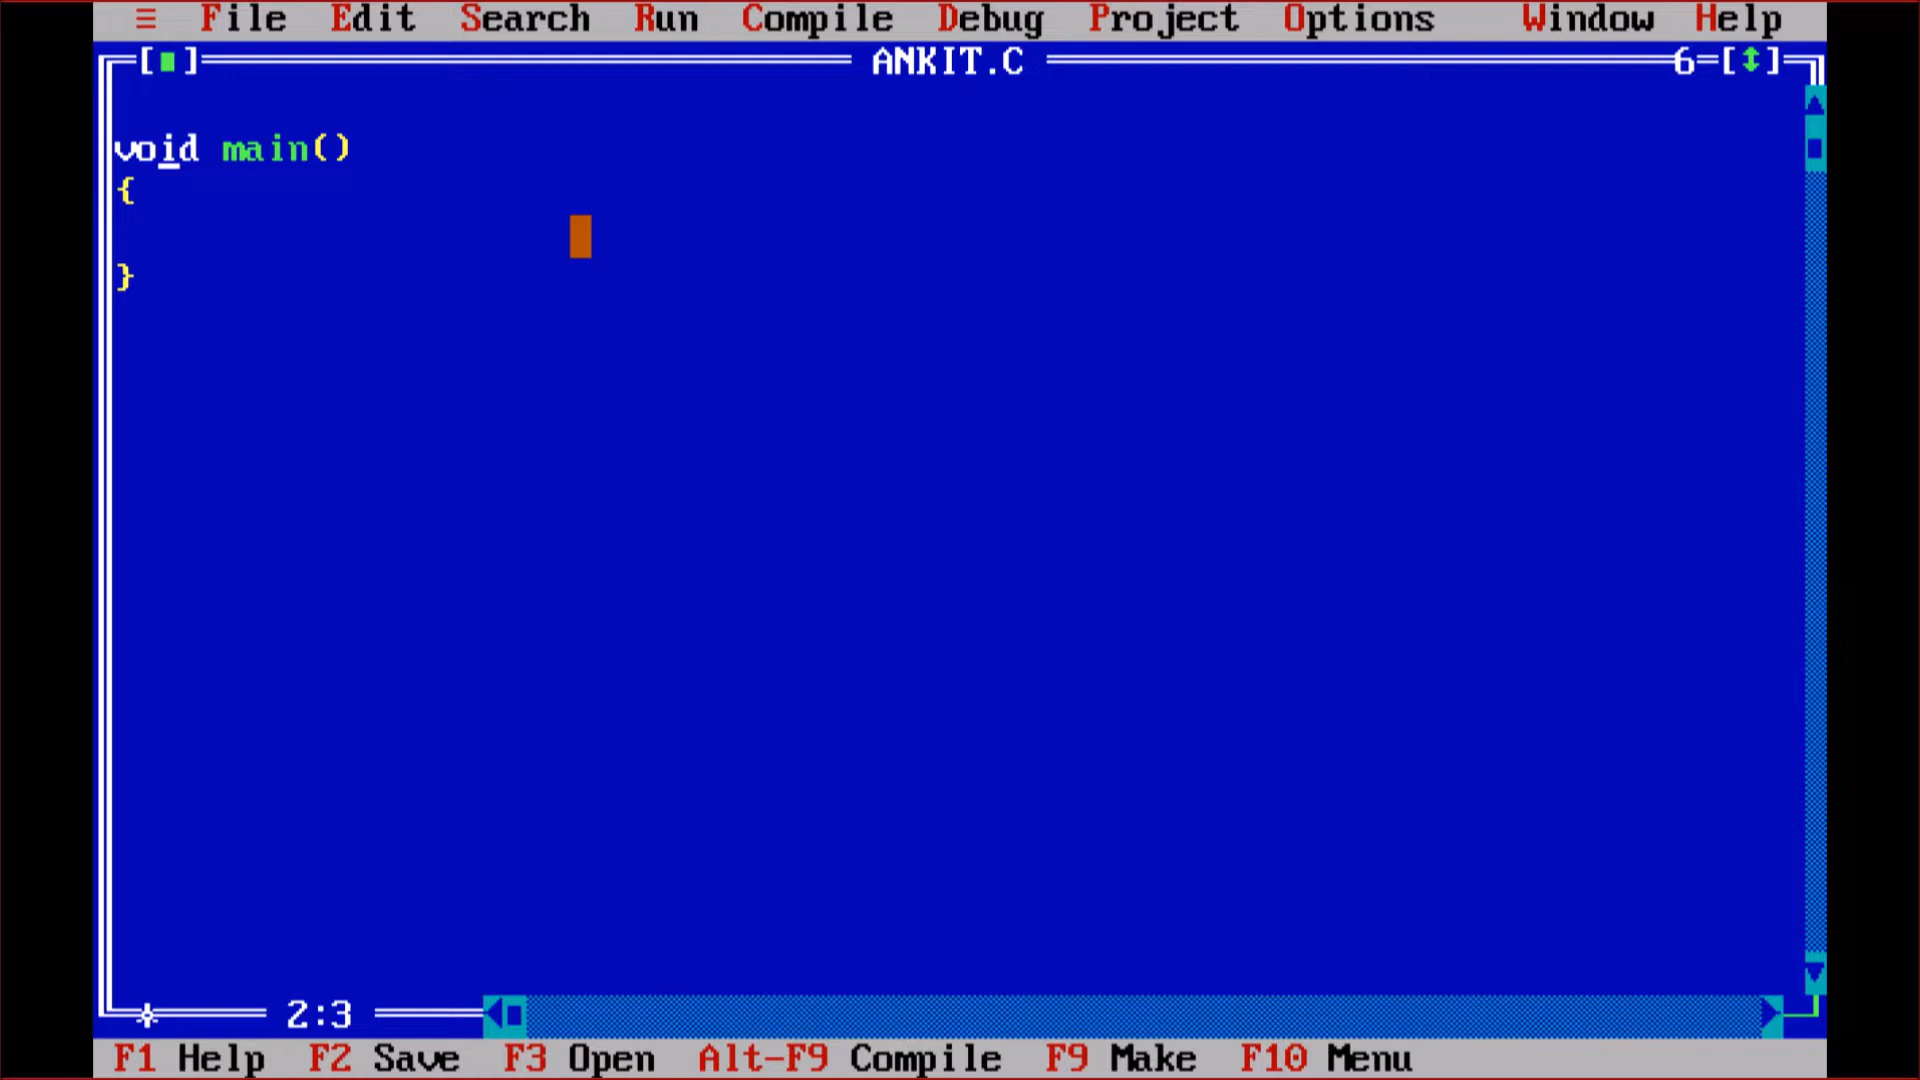 ≡ File Edit Search Run Compile Debug Project Options Window Help
[■] ANKIT.C 6=[↕]
void main()
{
}
2:3
F1 Help F2 Save F3 Open Alt-F9 Compile F9 Make F10 Menu